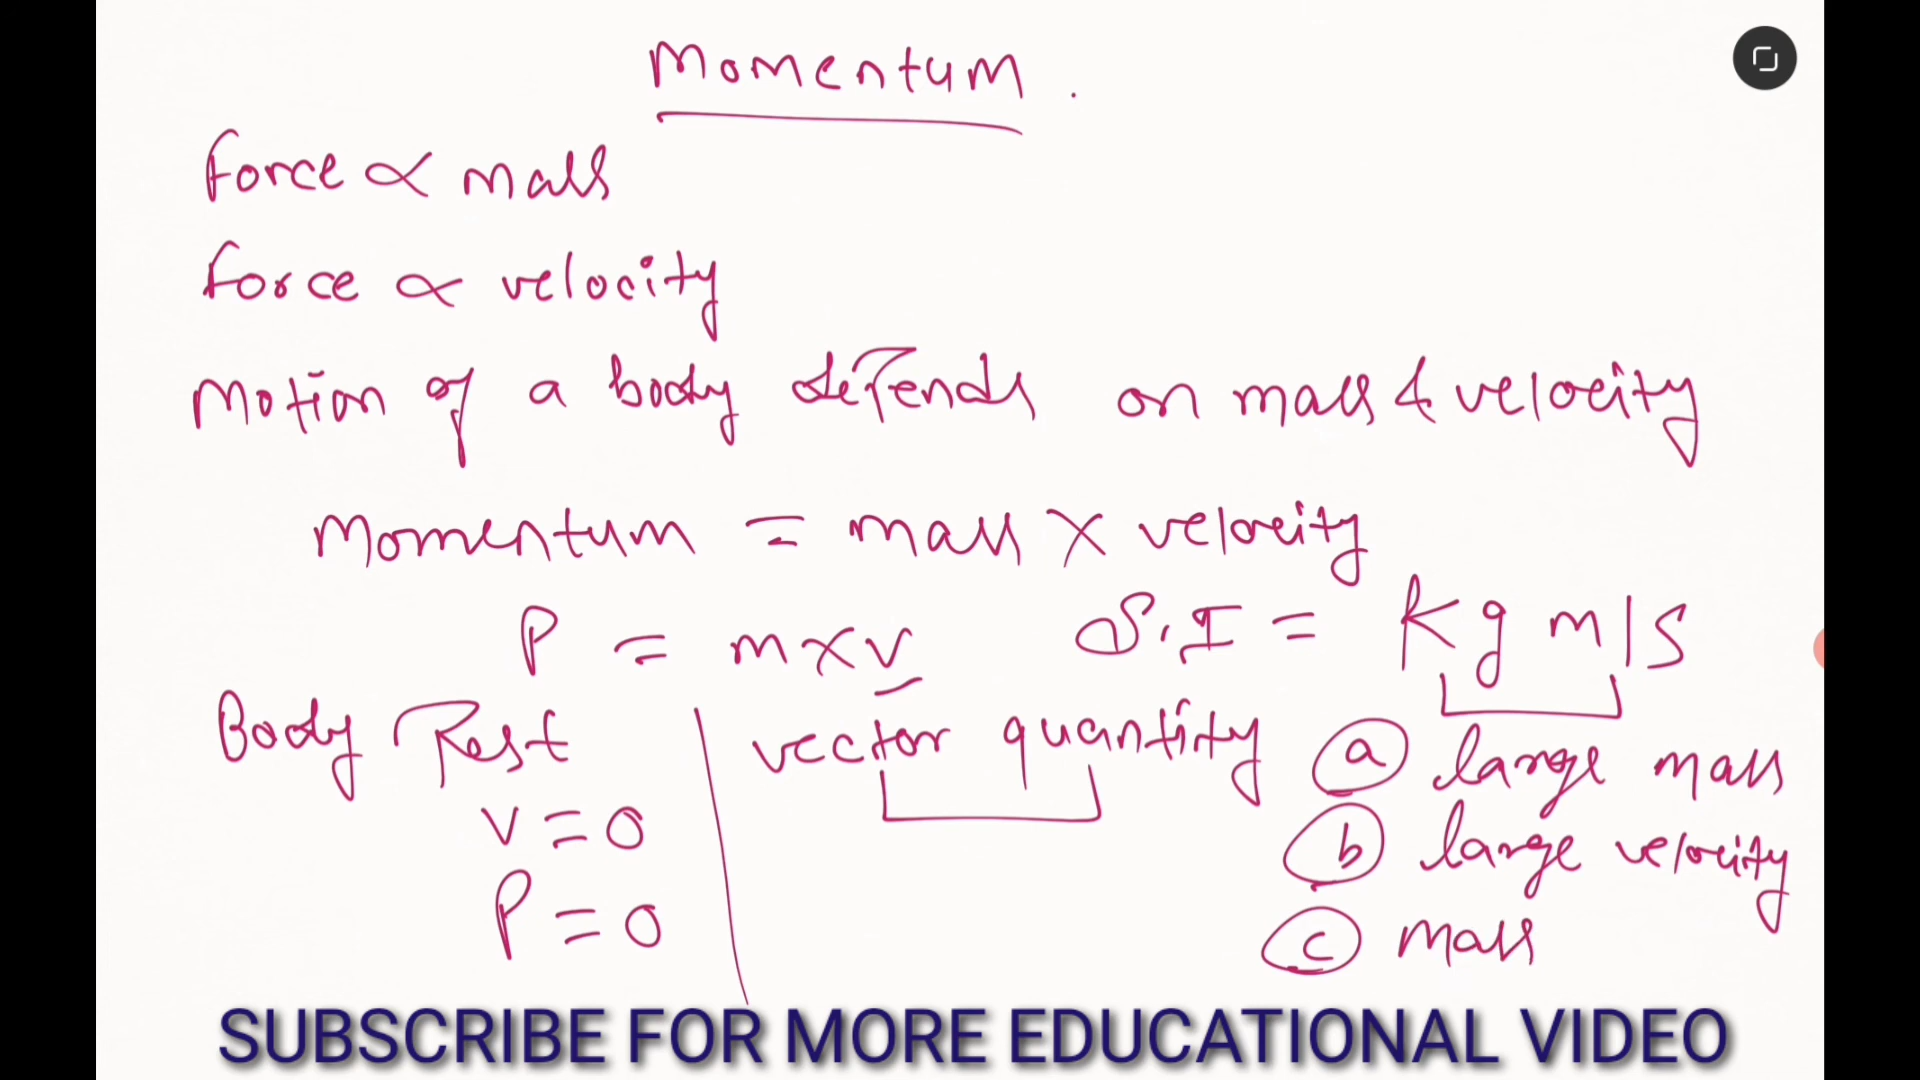 Momentum.
Force ∝ mass
Force ∝ velocity
Motion of a body depends on mass & velocity
Momentum = mass × velocity
P = m×v S.I = Kg m/s
Body Rest vector quantity (a) large mass
v=0 (b) large velocity
P=0 (c) mass
SUBSCRIBE FOR MORE EDUCATIONAL VIDEO